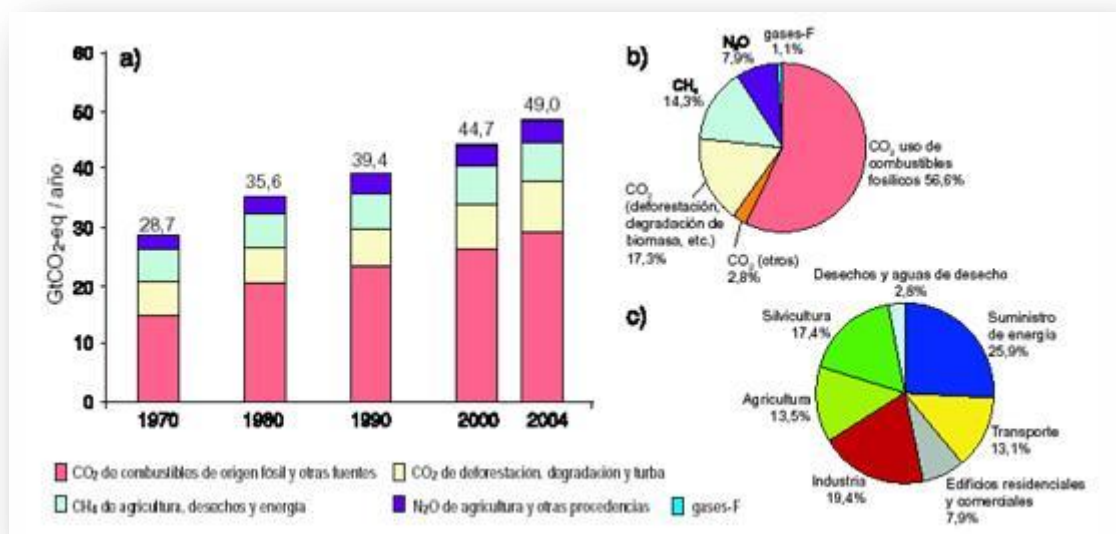 a)
GtCO₂-eq / año
60
50
40
30
20
10
0
28,7
35,6
39,4
44,7
49,0
1970
1980
1990
2000
2004
CO₂ de combustibles de origen fósil y otras fuentes
CO₂ de deforestación, degradación y turba
CH₄ de agricultura, desechos y energía
N₂O de agricultura y otras procedencias
gases-F
b)
gases-F
1,1%
N₂O
7,9%
CH₄
14,3%
CO₂ uso de
combustibles
fosílicos 56,6%
CO₂
(deforestación,
degradación de
biomasa, etc.)
17,3%
CO₂ (otros)
2,8%
c)
Desechos y aguas de desecho
2,8%
Silvicultura
17,4%
Suministro
de energía
25,9%
Agricultura
13,5%
Transporte
13,1%
Industria
19,4%
Edifidos residenciales
y comerciales
7,9%